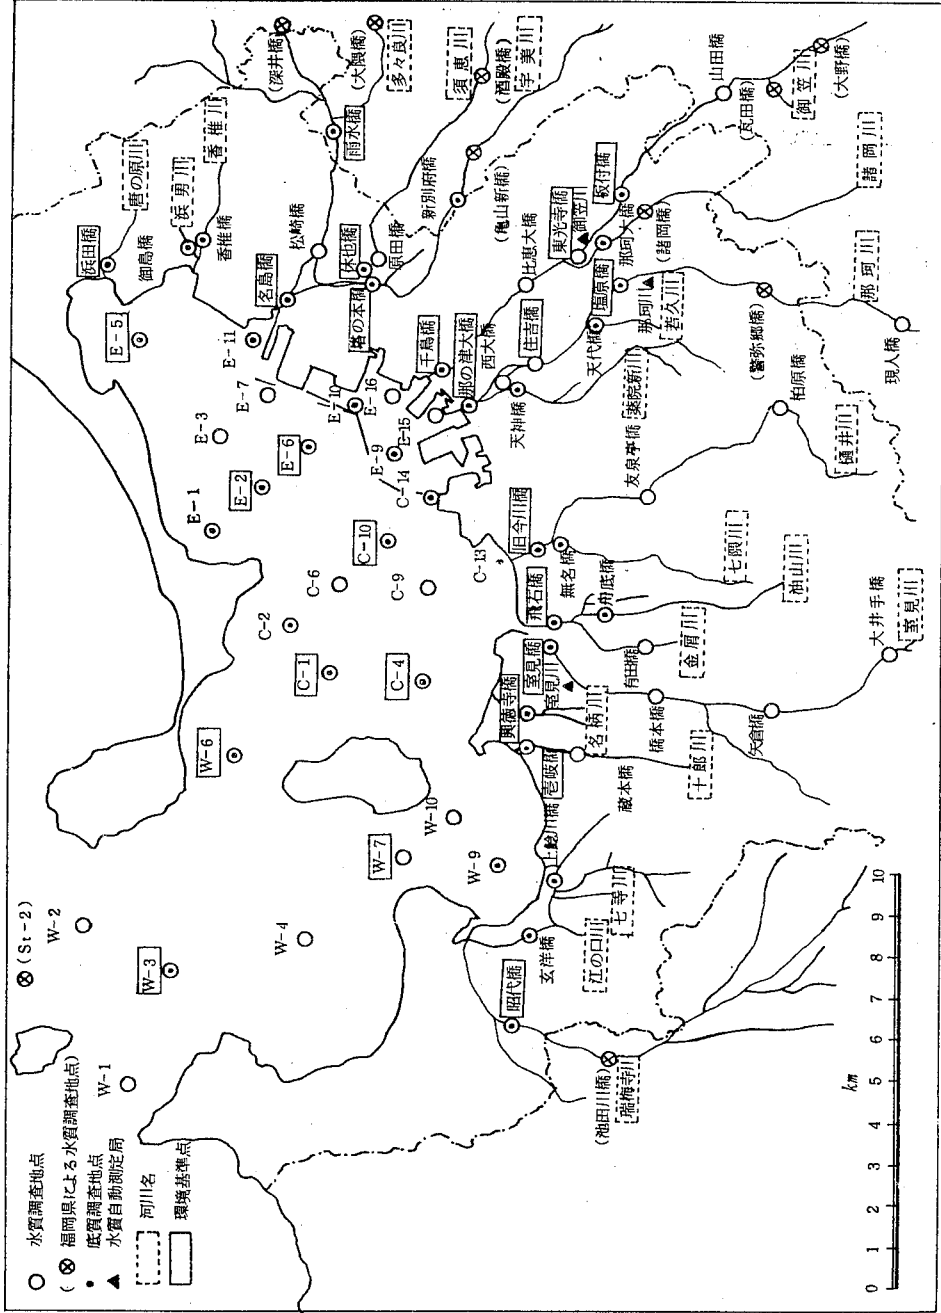 ○ 水質調査地点
(⊗ 福岡県による水質調査地点)
• 底質調査地点
▲ 水質自動測定局
河川名
環境基準点
(St-2)
W-2
W-3
W-1
W-4
W-6
W-7
W-10
W-9
C-1
C-2
C-4
C-6
C-9
C-10
C-13
C-14
E-1
E-2
E-3
E-5
E-6
E-7
E-9
E-10
E-11
E-15
E-16
浜田橋
唐の原川
御島橋
浜男川
香椎川
香椎橋
(深井橋)
(大隈橋)
多々良川
雨水橋
松崎橋
名島橋
須恵川
(酒殿橋)
宇美川
新別府橋
休也橋
原田橋
塔の本橋
(亀山新橋)
千鳥橋
那の津大橋
西大橋
比恵大橋
東光寺橋
御笠川
板付橋
山田橋
(瓦田橋)
御笠川
(大野橋)
諸岡川
那珂大橋
(諸岡橋)
住吉橋
塩原橋
天神橋
天代橋
那珂川
若久川
薬院新川
(警弥郷橋)
那珂川
現人橋
柏原橋
樋井川
友泉亭橋
旧今川橋
無名橋
七隈川
飛石橋
舟底橋
油山川
金屑川
有田橋
室見橋
室見川
大井手橋
室見川
橋本橋
矢倉橋
興徳寺橋
名柄川
十郎川
壱岐橋
蔵本橋
上鯰川橋
七寺川
玄洋橋
江の口川
昭代橋
(池田川橋)
瑞梅寺川
0 1 2 3 4 5 6 7 8 9 10
km